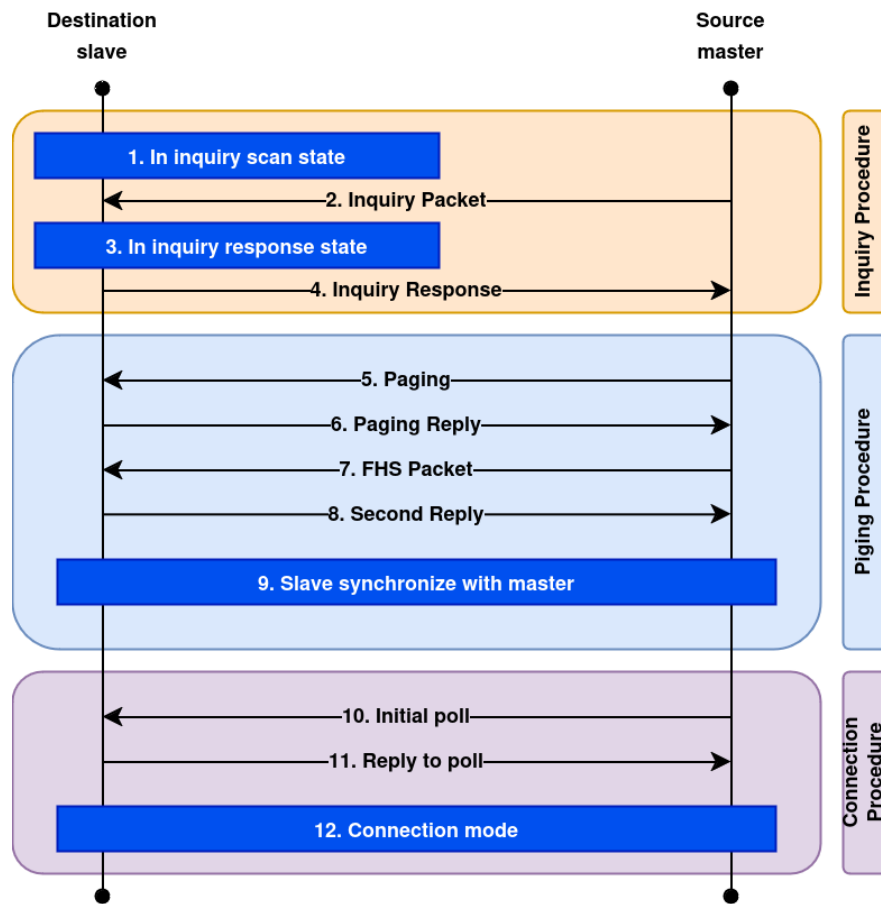 Destination
slave
Source
master
1. In inquiry scan state
2. Inquiry Packet
3. In inquiry response state
4. Inquiry Response
Inquiry Procedure
5. Paging
6. Paging Reply
7. FHS Packet
8. Second Reply
9. Slave synchronize with master
Piging Procedure
10. Initial poll
11. Reply to poll
12. Connection mode
Connection
Procedure